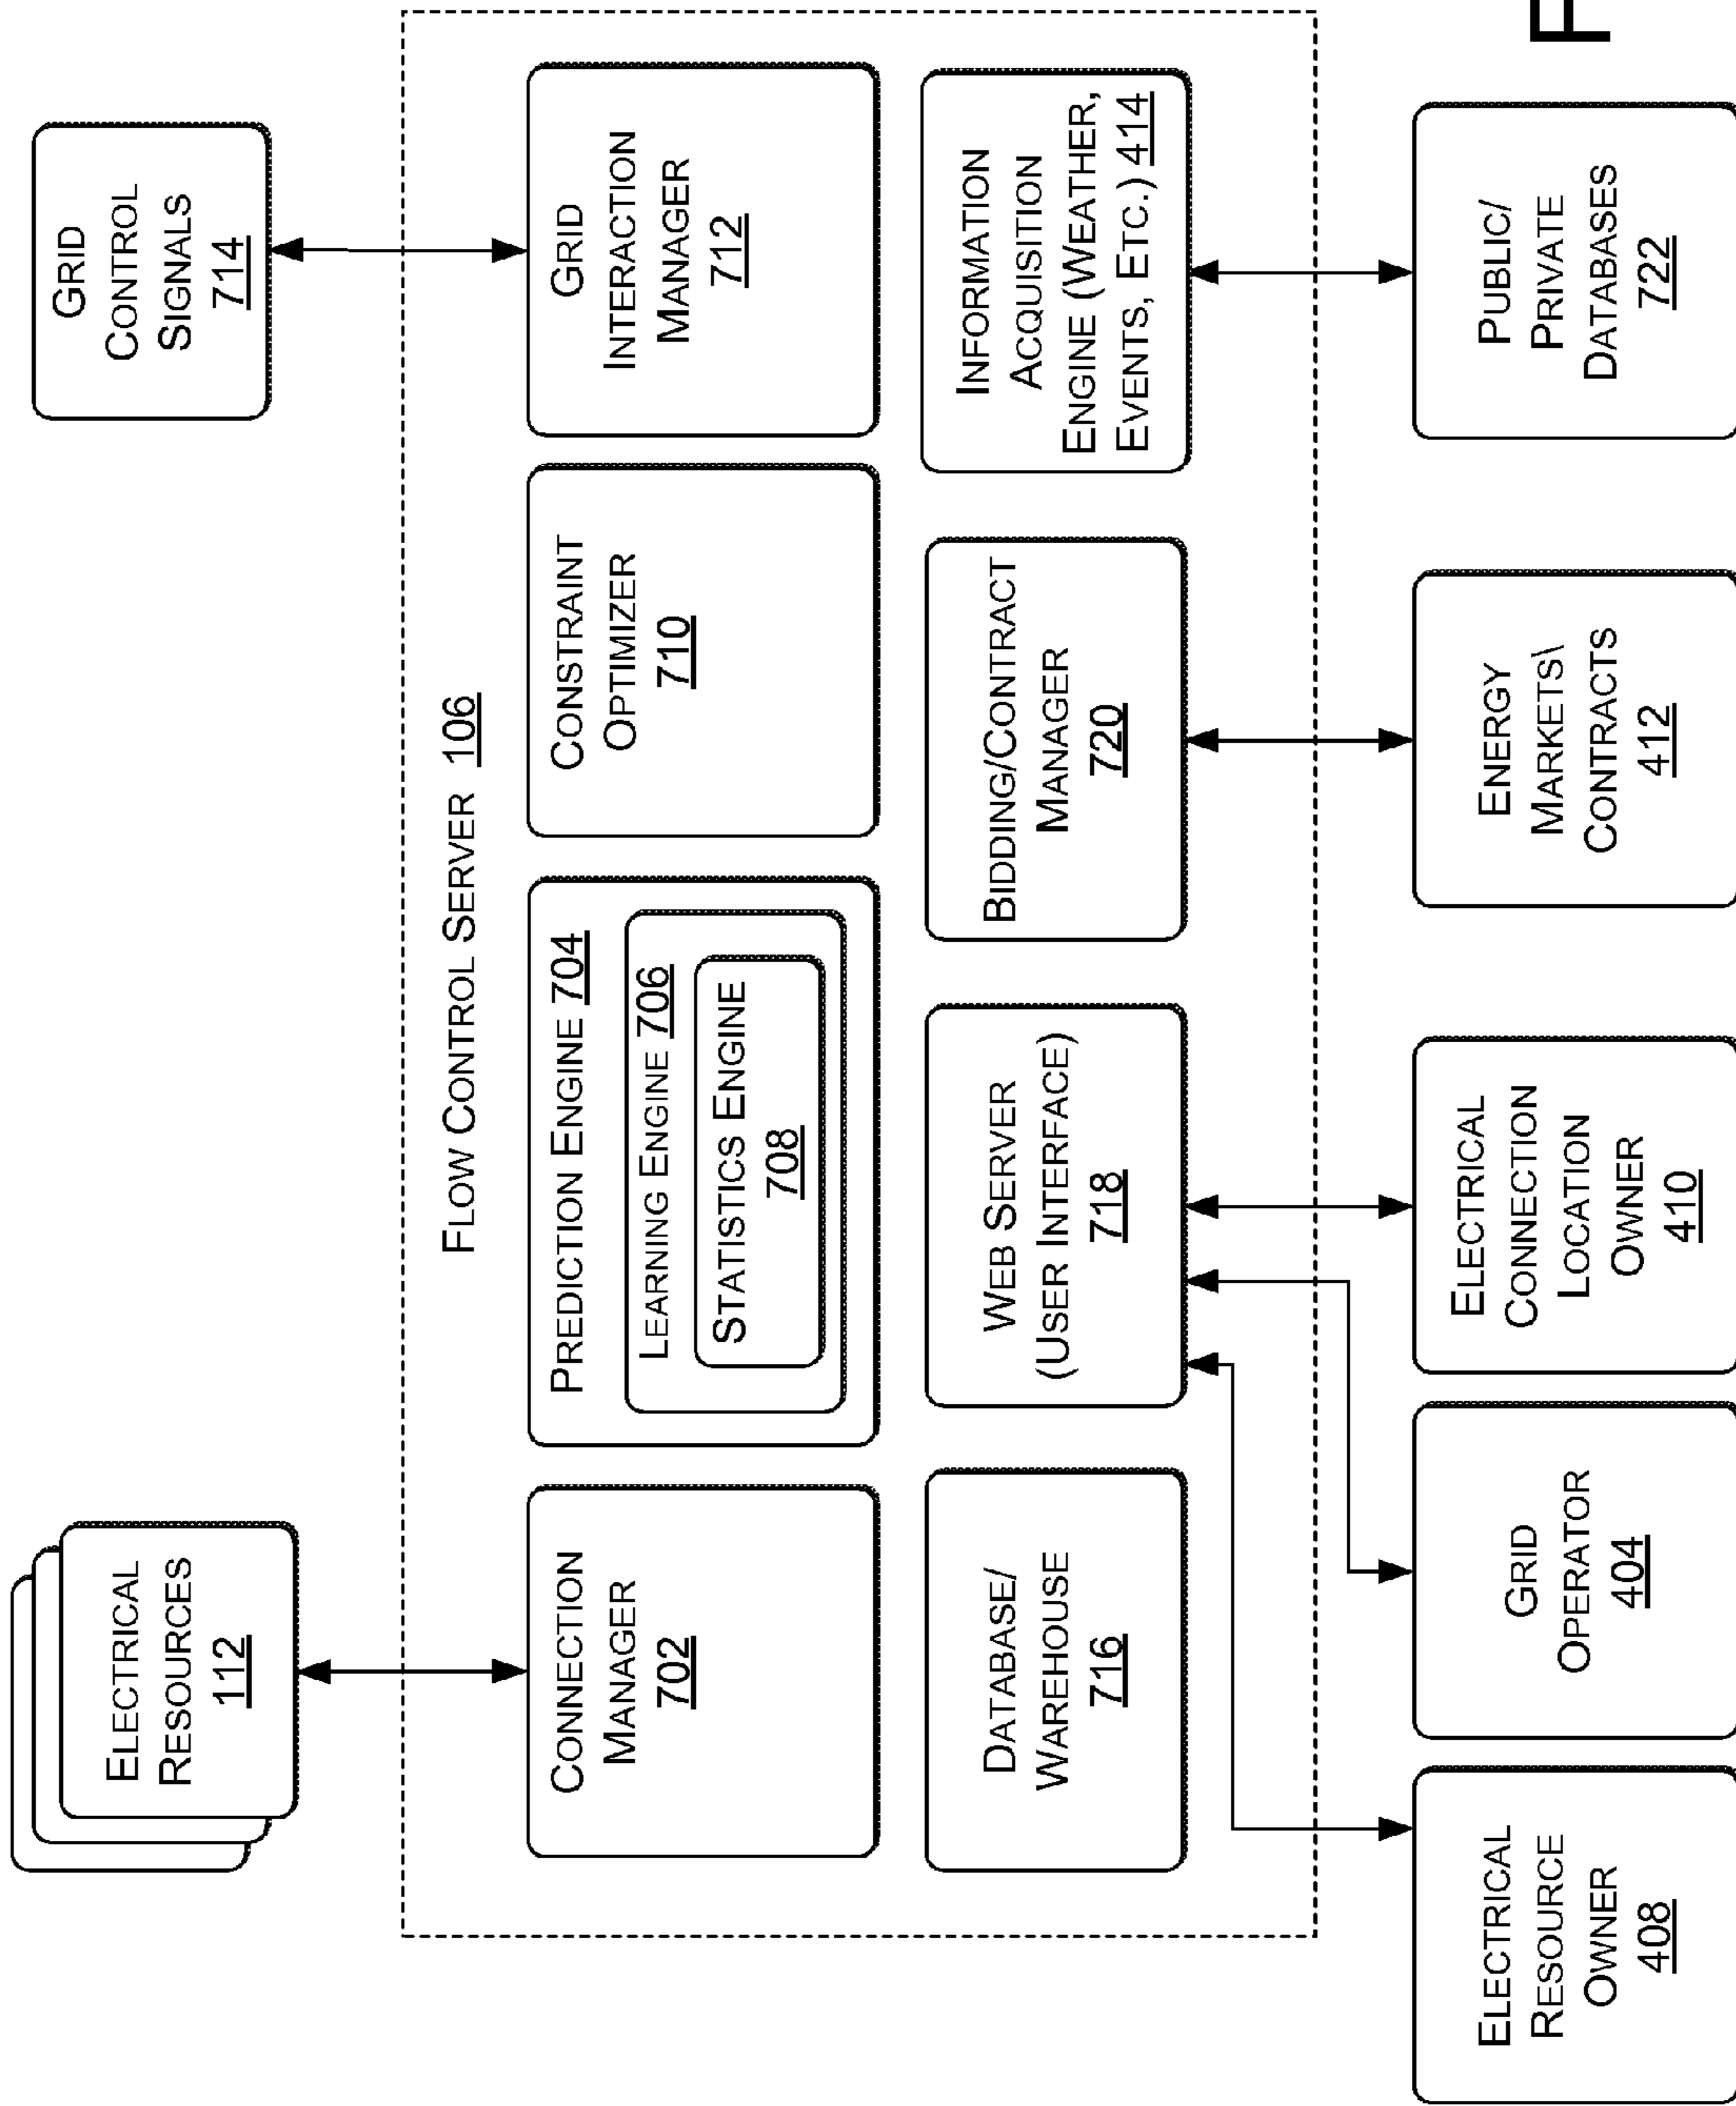 ELECTRICAL
RESOURCES
112
GRID
CONTROL
SIGNALS
714
FLOW CONTROL SERVER 106
CONNECTION
MANAGER
702
PREDICTION ENGINE 704
LEARNING ENGINE 706
STATISTICS ENGINE
708
CONSTRAINT
OPTIMIZER
710
GRID
INTERACTION
MANAGER
712
DATABASE/
WAREHOUSE
716
WEB SERVER
(USER INTERFACE)
718
BIDDING/CONTRACT
MANAGER
720
INFORMATION
ACQUISITION
ENGINE (WEATHER,
EVENTS, ETC.) 414
ELECTRICAL
RESOURCE
OWNER
408
GRID
OPERATOR
404
ELECTRICAL
CONNECTION
LOCATION
OWNER
410
ENERGY
MARKETS\
CONTRACTS
412
PUBLIC/
PRIVATE
DATABASES
722
F